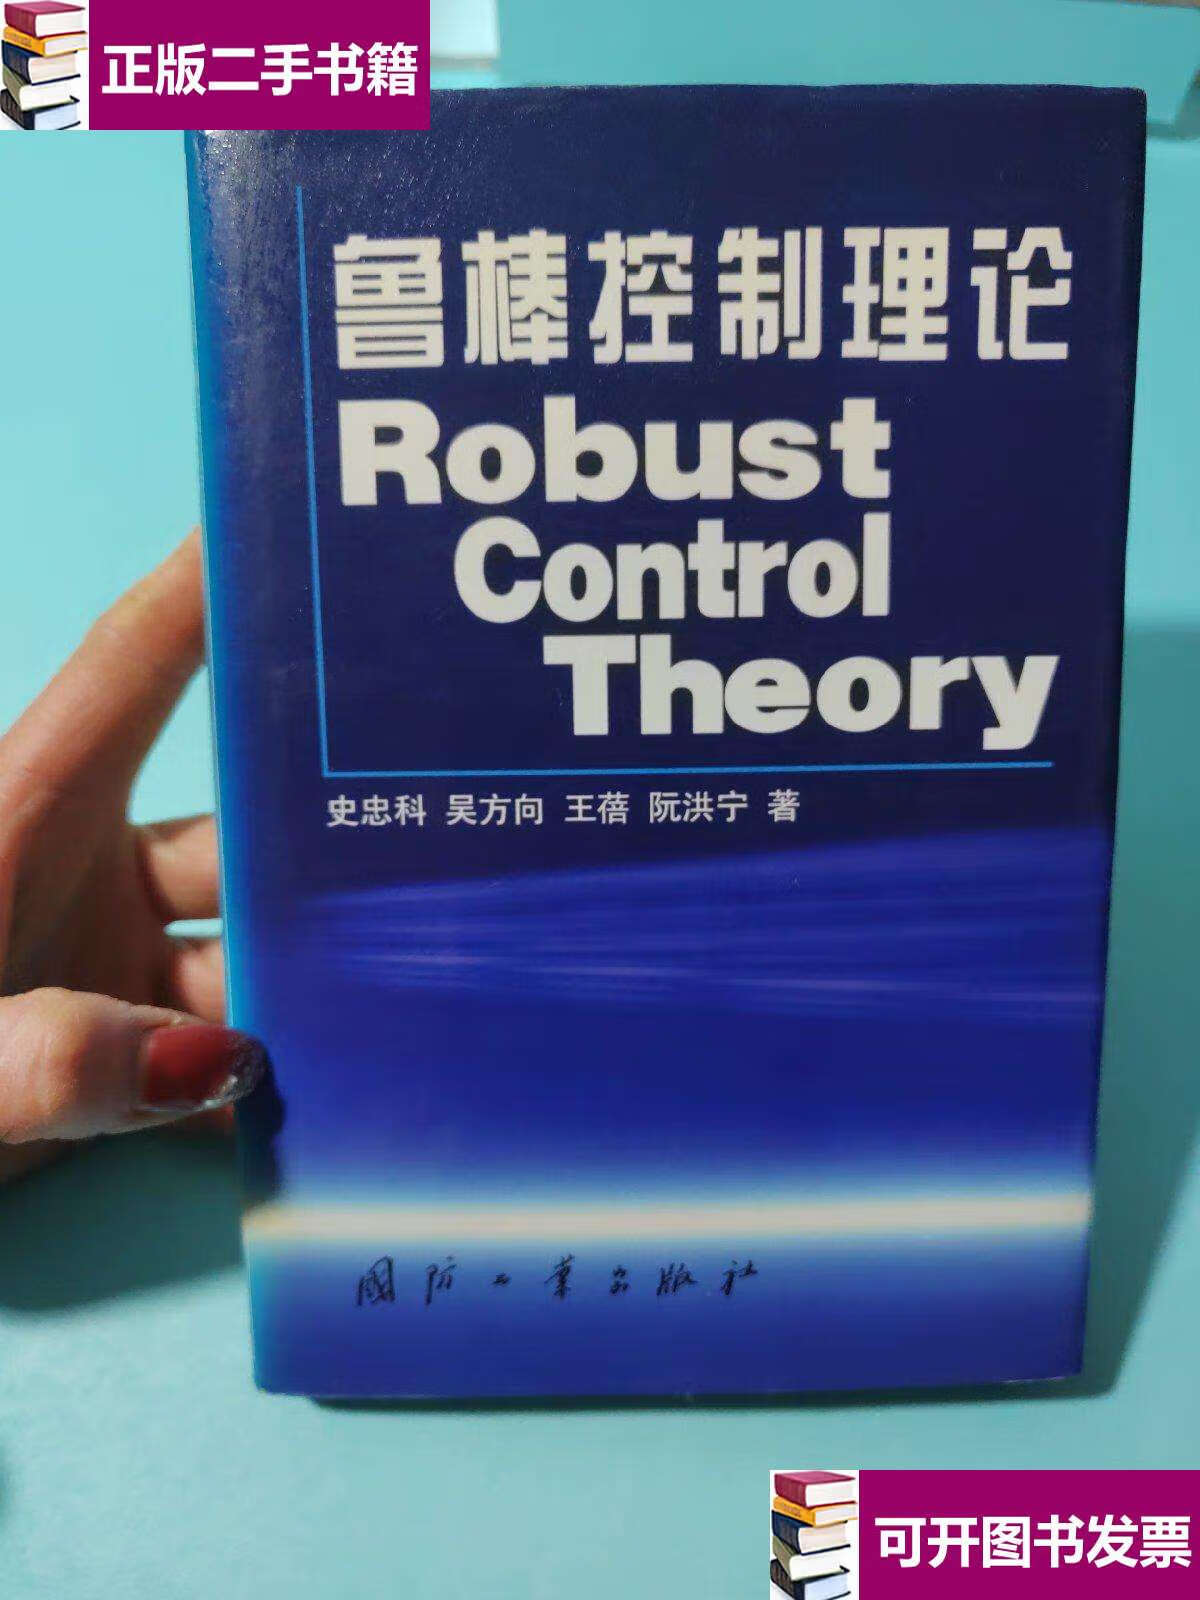 正版二手书籍
鲁棒控制理论
Robust
Control
Theory
史忠科 吴方向 王蓓 阮洪宁 著
國防工业出版社
可开图书发票